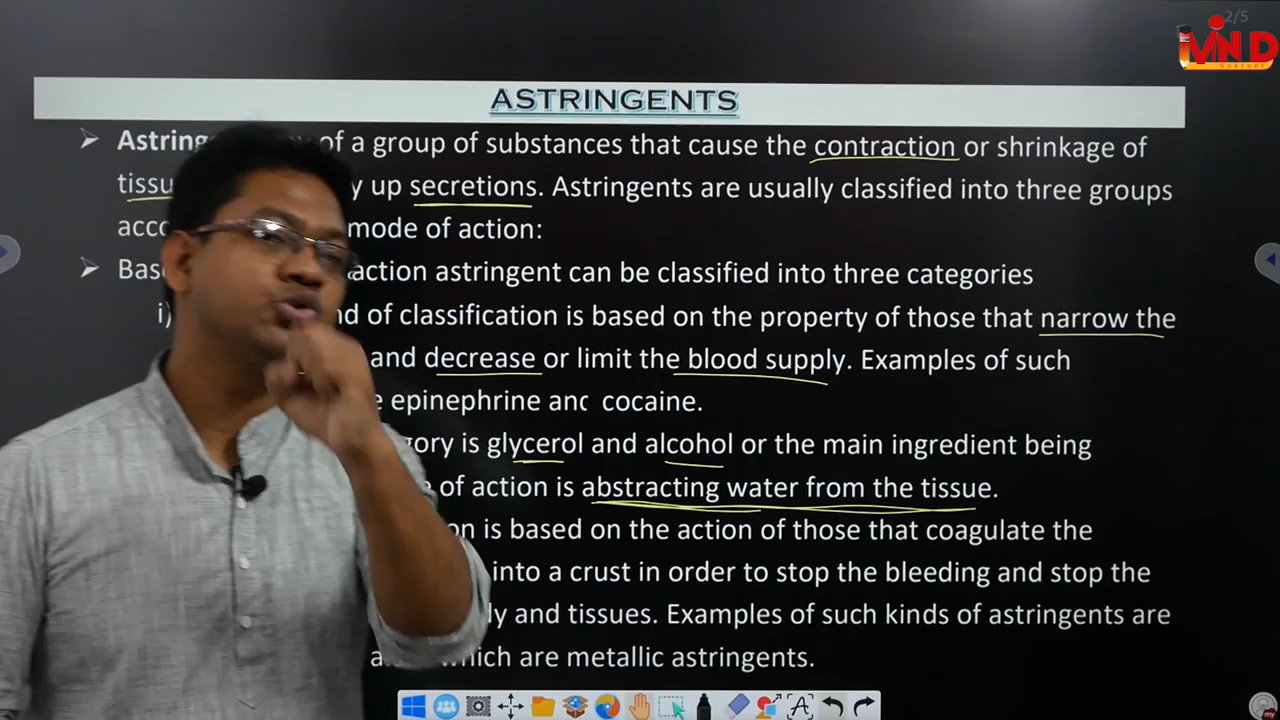 2/5
MIND
NURTURE
ASTRINGENTS
➢ Astring of a group of substances that cause the contraction or shrinkage of
tissu y up secretions. Astringents are usually classified into three groups
acco mode of action:
➢ Bas action astringent can be classified into three categories
i) nd of classification is based on the property of those that narrow the
and decrease or limit the blood supply. Examples of such
e epinephrine and cocaine.
gory is glycerol and alcohol or the main ingredient being
of action is abstracting water from the tissue.
on is based on the action of those that coagulate the
into a crust in order to stop the bleeding and stop the
ly and tissues. Examples of such kinds of astringents are
which are metallic astringents.